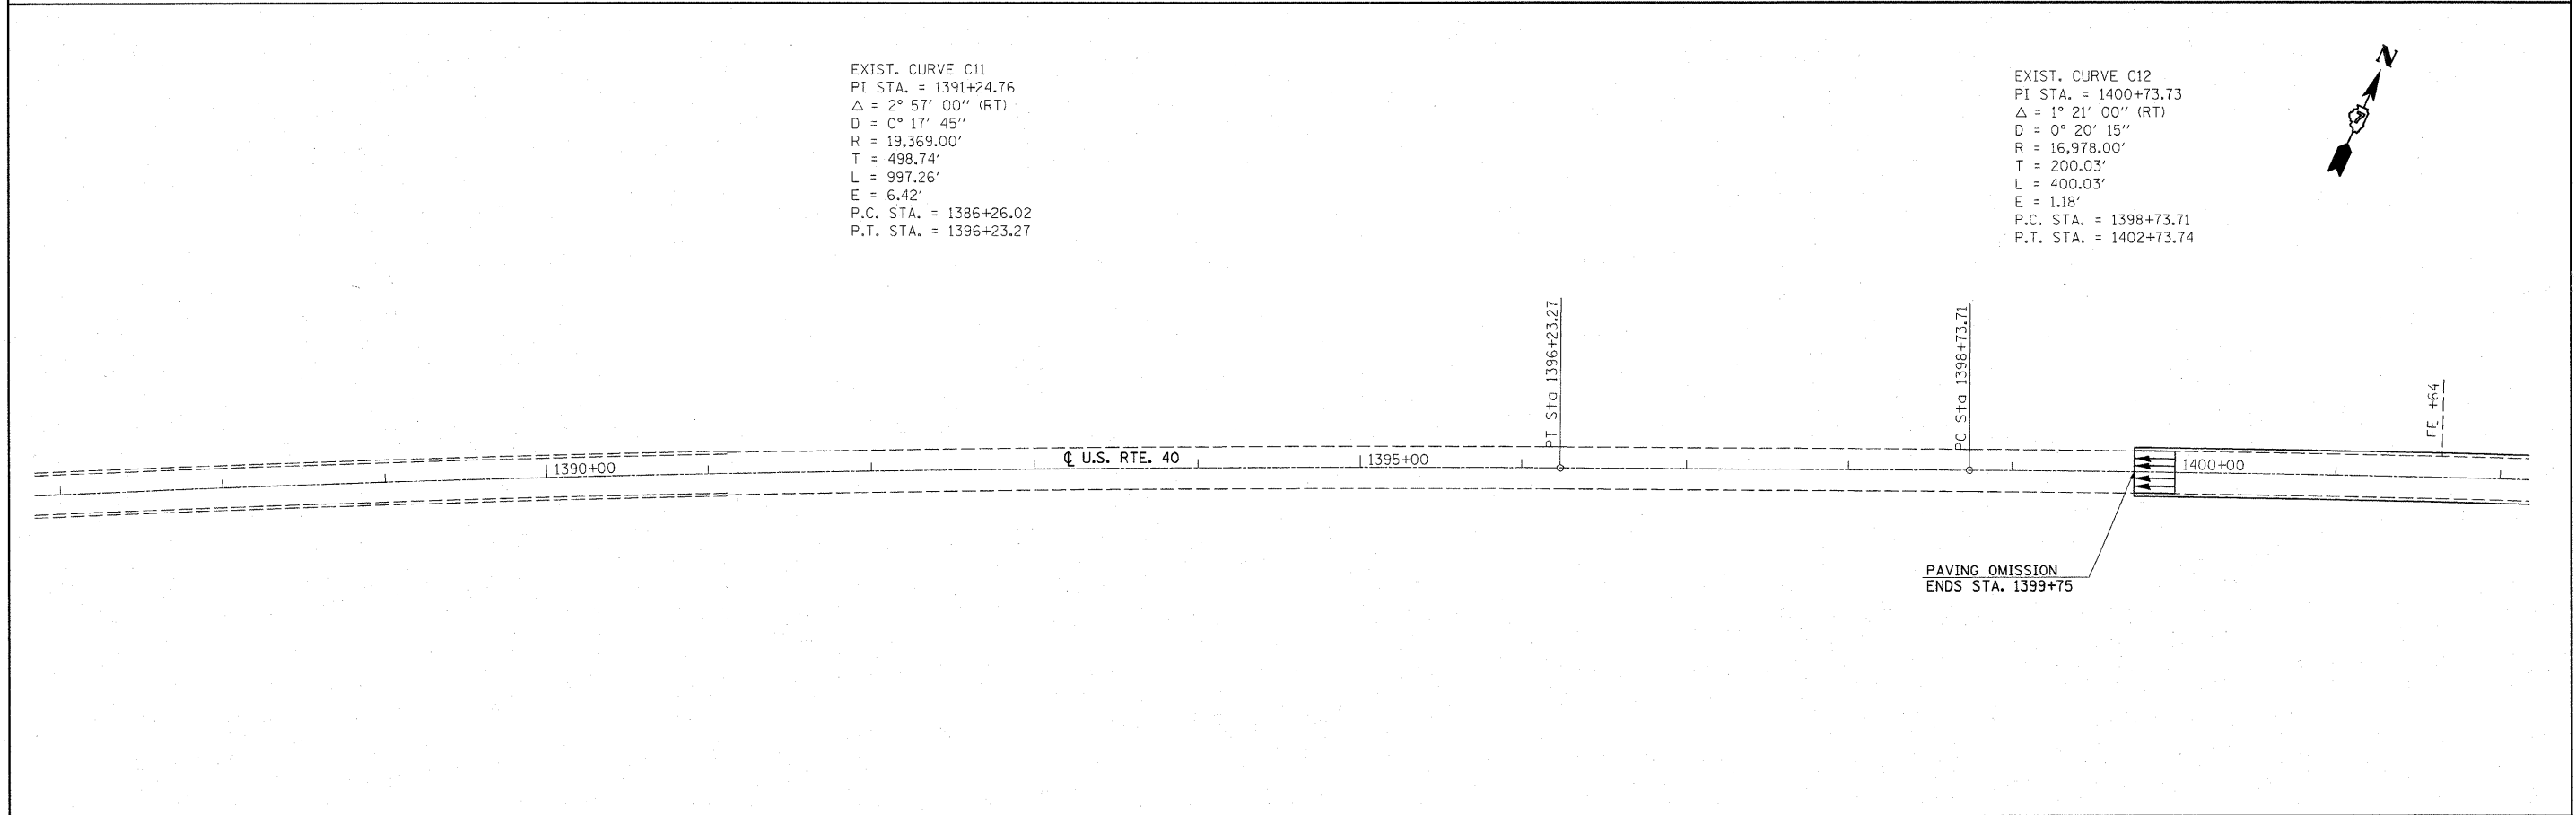 EXIST. CURVE C11
PI STA. = 1391+24.76
△ = 2° 57' 00'' (RT)
D = 0° 17' 45''
R = 19,369.00'
T = 498.74'
L = 997.26'
E = 6.42'
P.C. STA. = 1386+26.02
P.T. STA. = 1396+23.27
EXIST. CURVE C12
PI STA. = 1400+73.73
△ = 1° 21' 00'' (RT)
D = 0° 20' 15''
R = 16,978.00'
T = 200.03'
L = 400.03'
E = 1.18'
P.C. STA. = 1398+73.71
P.T. STA. = 1402+73.74
N
7
PT Sta 1396+23.27
PC Sta 1398+73.71
FE +64
1390+00
℄ U.S. RTE. 40
1395+00
1400+00
PAVING OMISSION
ENDS STA. 1399+75